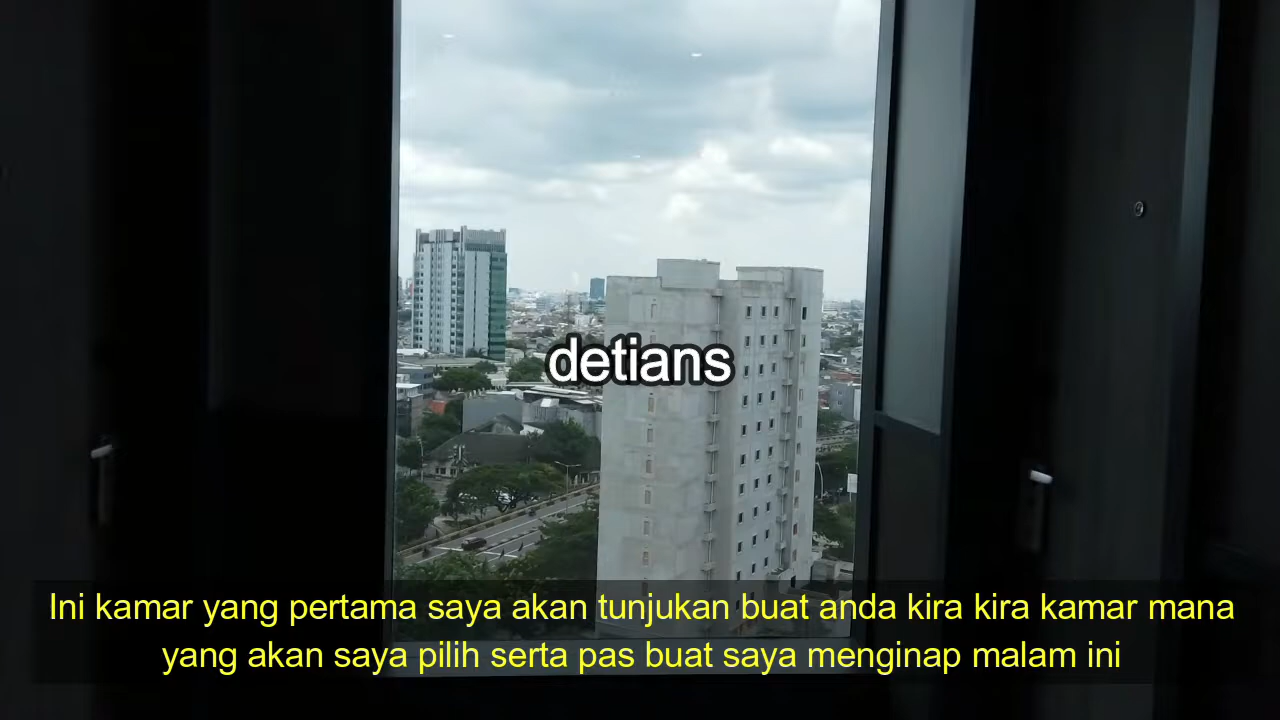 detians
Ini kamar yang pertama saya akan tunjukan buat anda kira kira kamar mana
yang akan saya pilih serta pas buat saya menginap malam ini